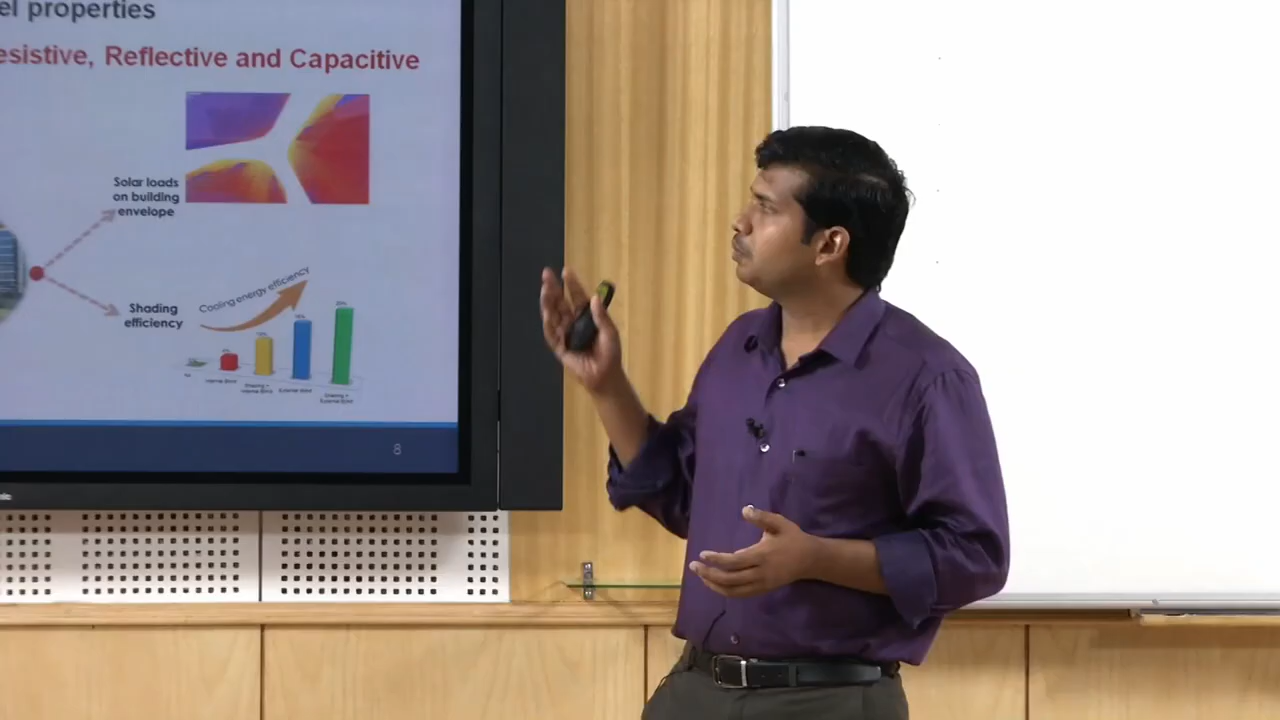 el properties
esistive, Reflective and Capacitive
Solar loads
on building
envelope
Shading
efficiency
Cooling energy efficiency
8